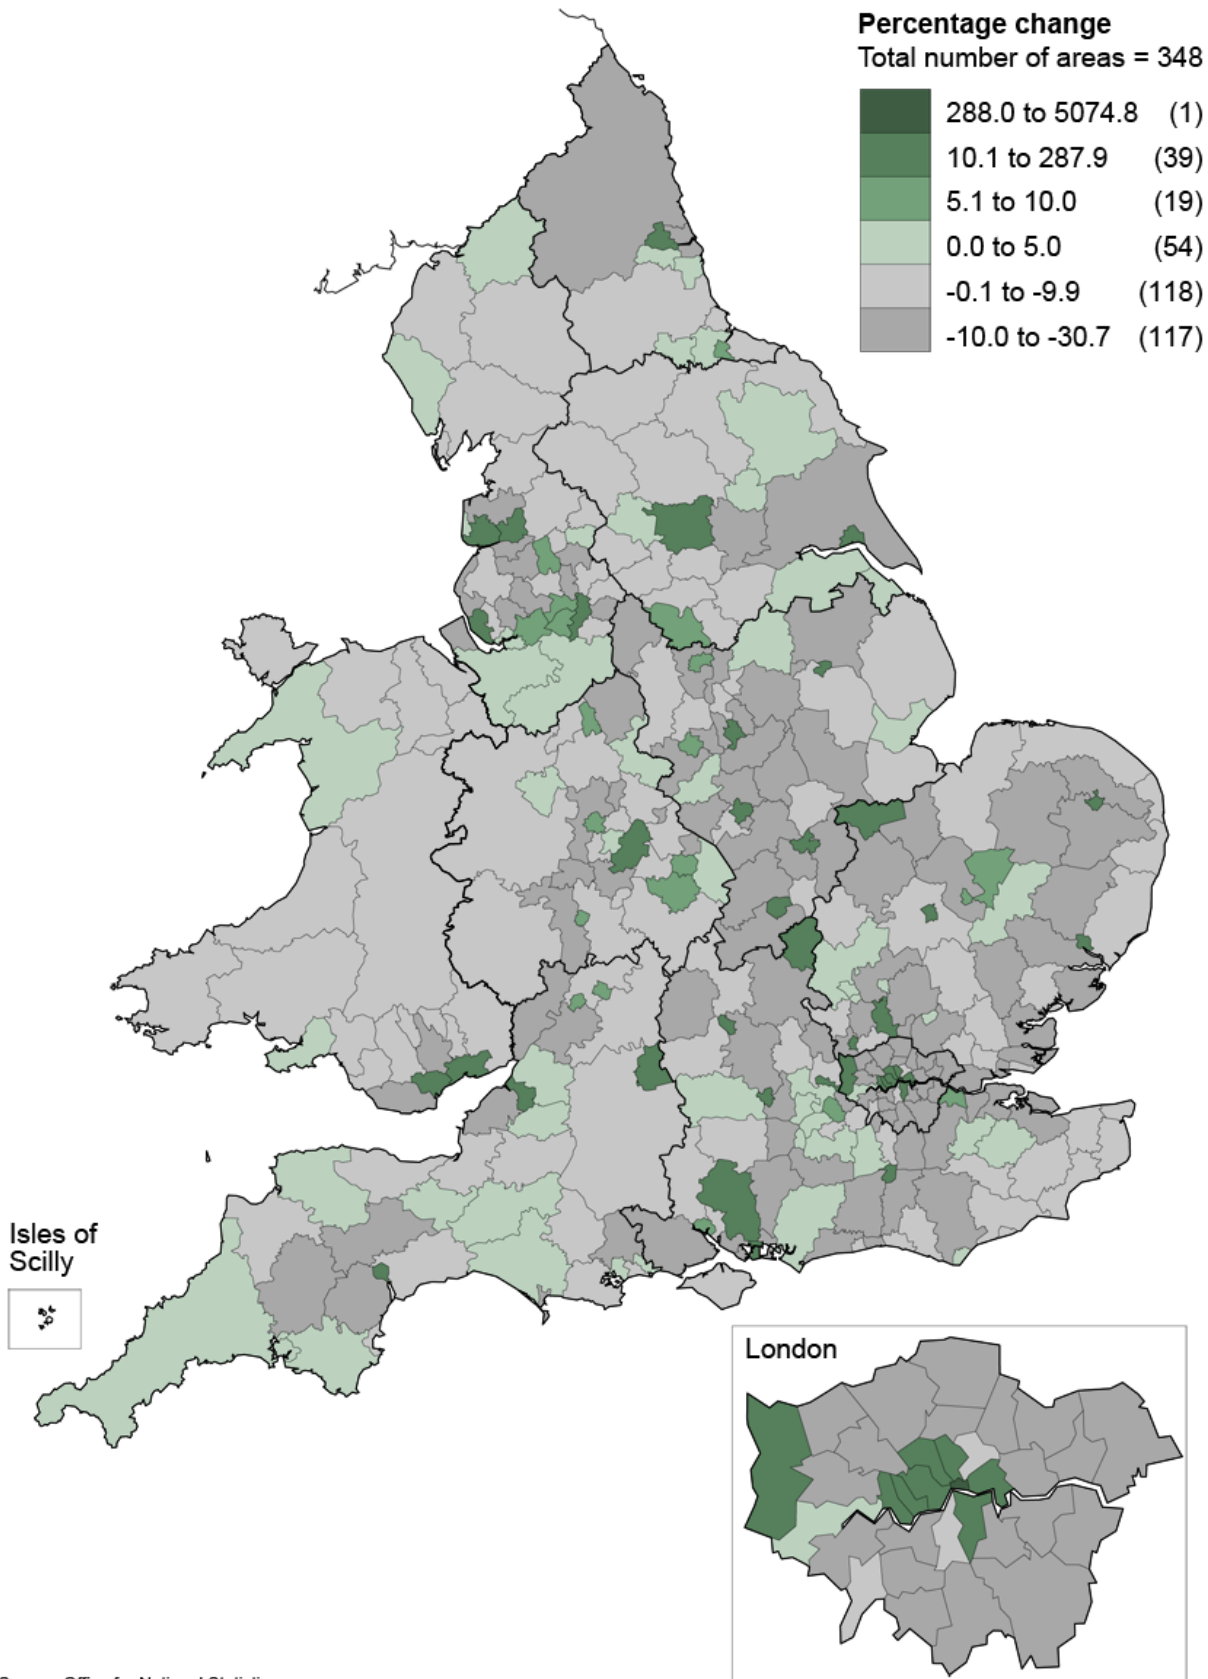 Percentage change
Total number of areas = 348
288.0 to 5074.8 (1)
10.1 to 287.9 (39)
5.1 to 10.0 (19)
0.0 to 5.0 (54)
-0.1 to -9.9 (118)
-10.0 to -30.7 (117)
Isles of
Scilly
London